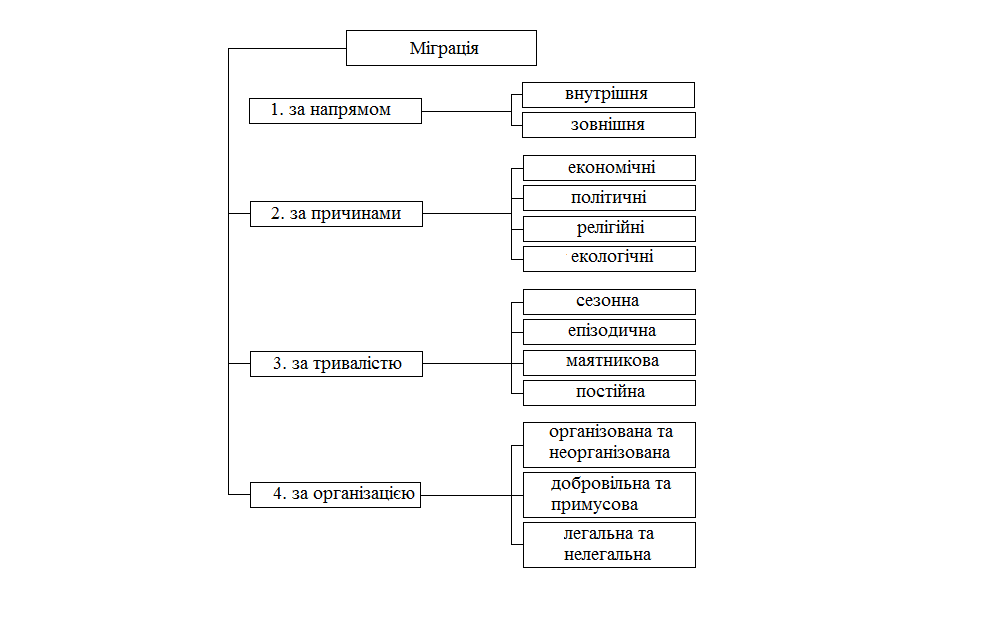 Міграція
1. за напрямом
внутрішня
зовнішня
2. за причинами
економічні
політичні
релігійні
екологічні
3. за тривалістю
сезонна
епізодична
маятникова
постійна
4. за організацією
організована та
неорганізована
добровільна та
примусова
легальна та
нелегальна